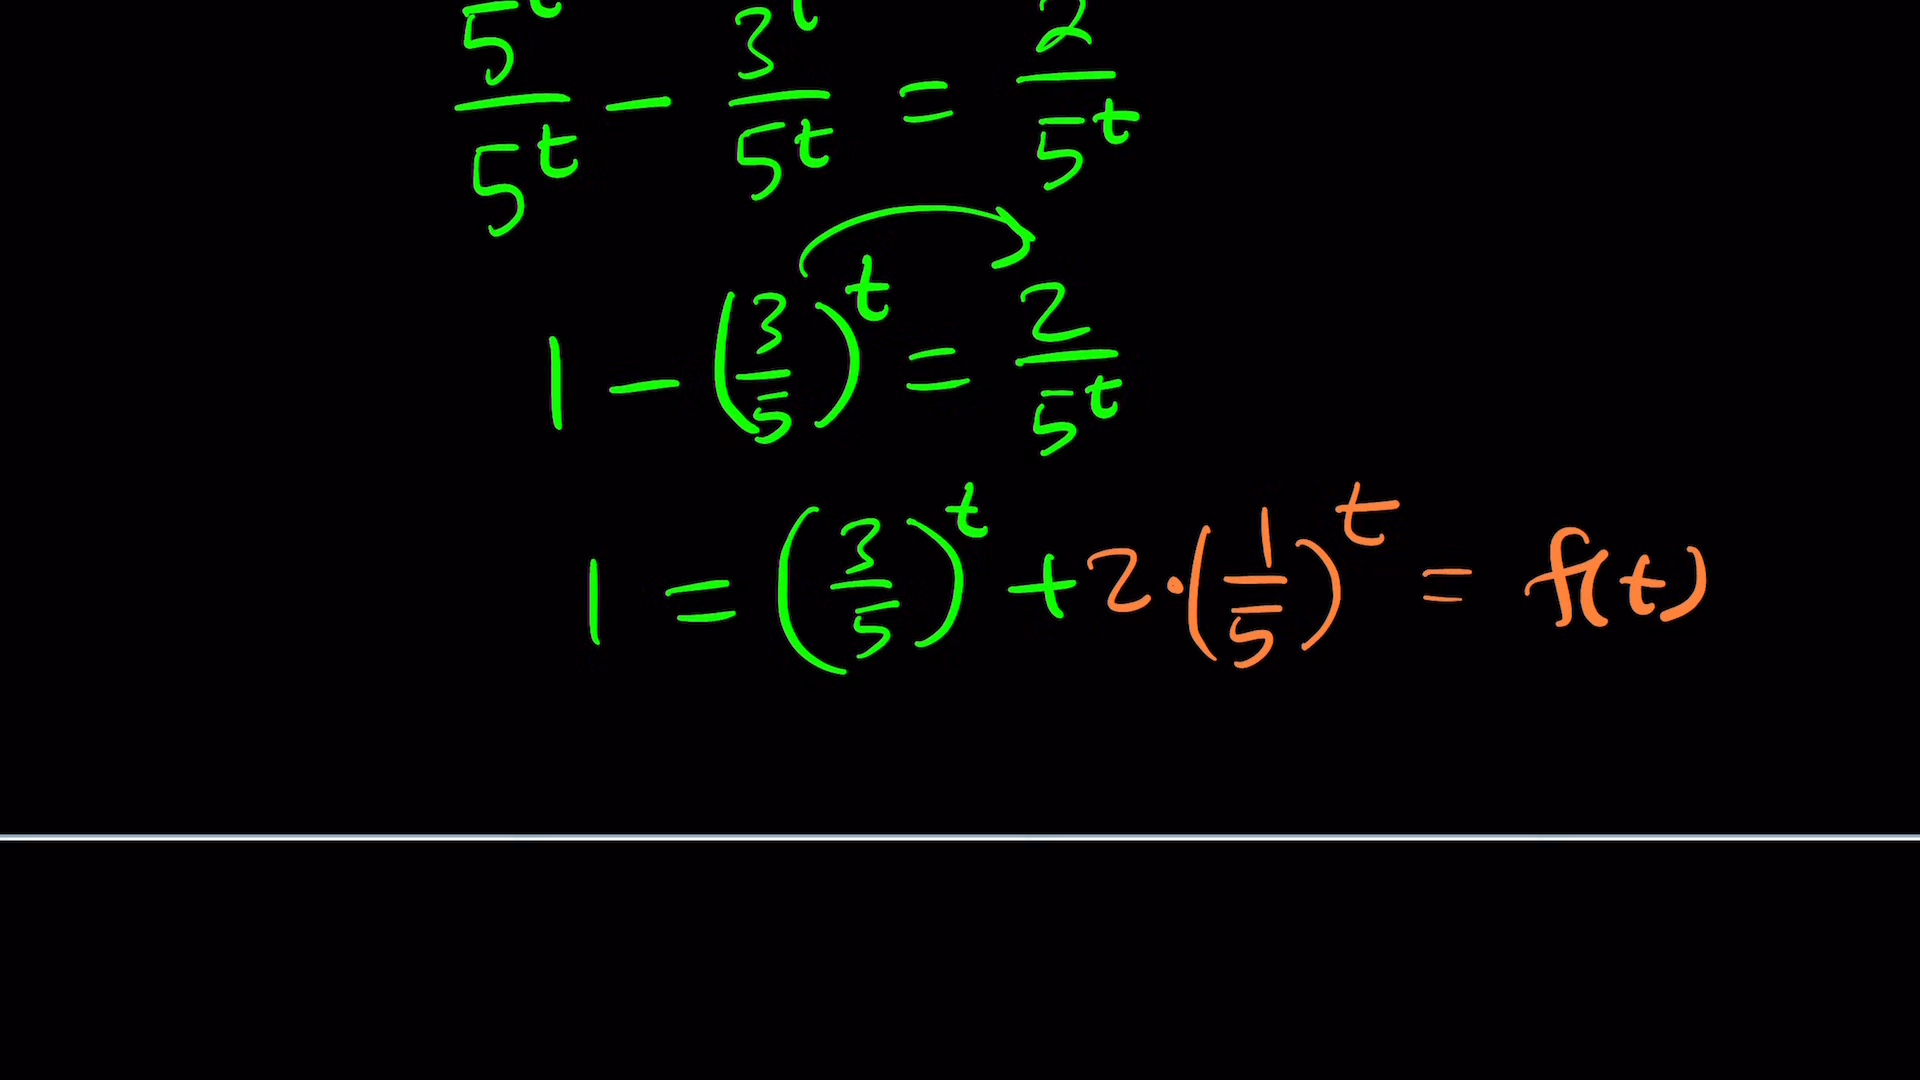 5^t/5^t - 3^t/5^t = 2/5^t
1 - (3/5)^t = 2/5^t
1 = (3/5)^t + 2·(1/5)^t = f(t)